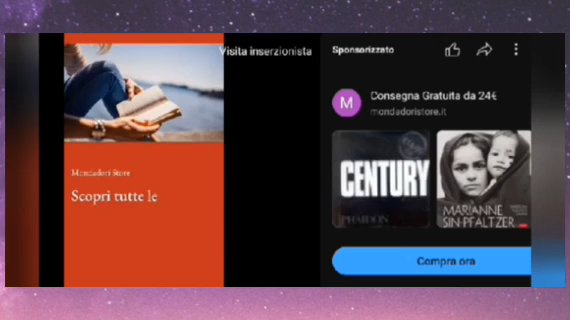 Visita inserzionista
Mondadori Store
Scopri tutte le
Sponsorizzato
M
Consegna Gratuita da 24€
mondadoristore.it
CENTURY
PHAIDON
MARIANNE
SIN PFALTZER
Compra ora